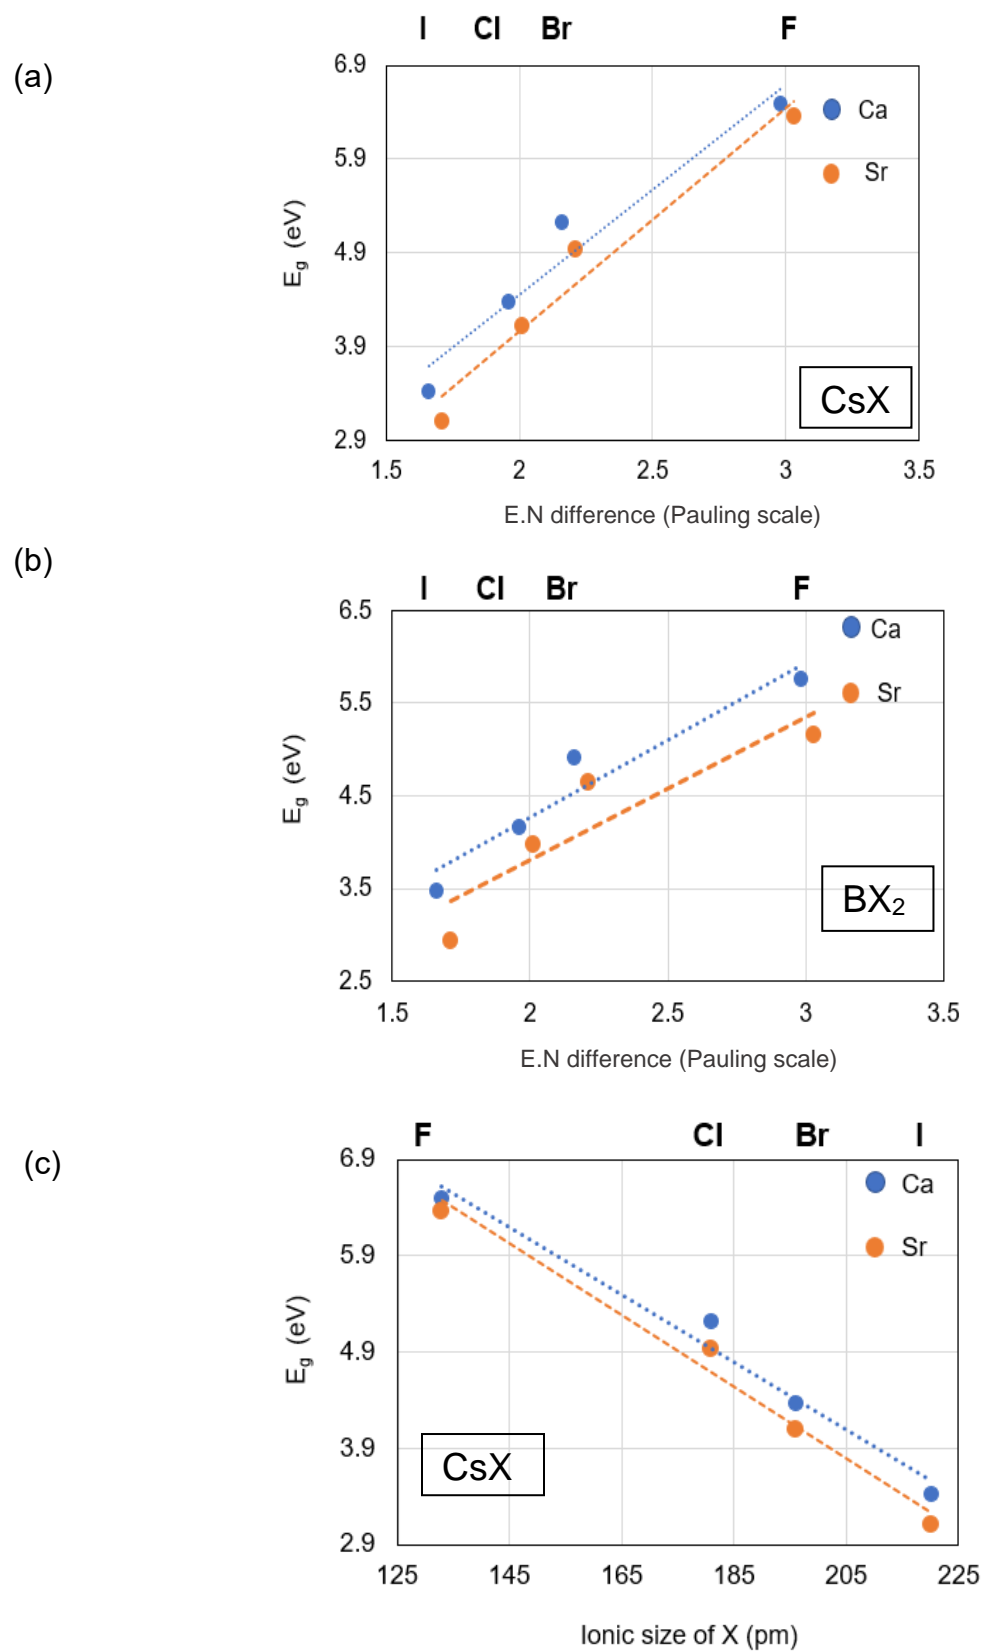 (a)
I Cl Br F
6.9
5.9
4.9
3.9
2.9
Eg (eV)
Ca
Sr
CsX
1.5 2 2.5 3 3.5
E.N difference (Pauling scale)
(b)
I Cl Br F
6.5
5.5
4.5
3.5
2.5
Eg (eV)
Ca
Sr
BX2
1.5 2 2.5 3 3.5
E.N difference (Pauling scale)
(c)
F Cl Br I
6.9
5.9
4.9
3.9
2.9
Eg (eV)
Ca
Sr
CsX
125 145 165 185 205 225
Ionic size of X (pm)